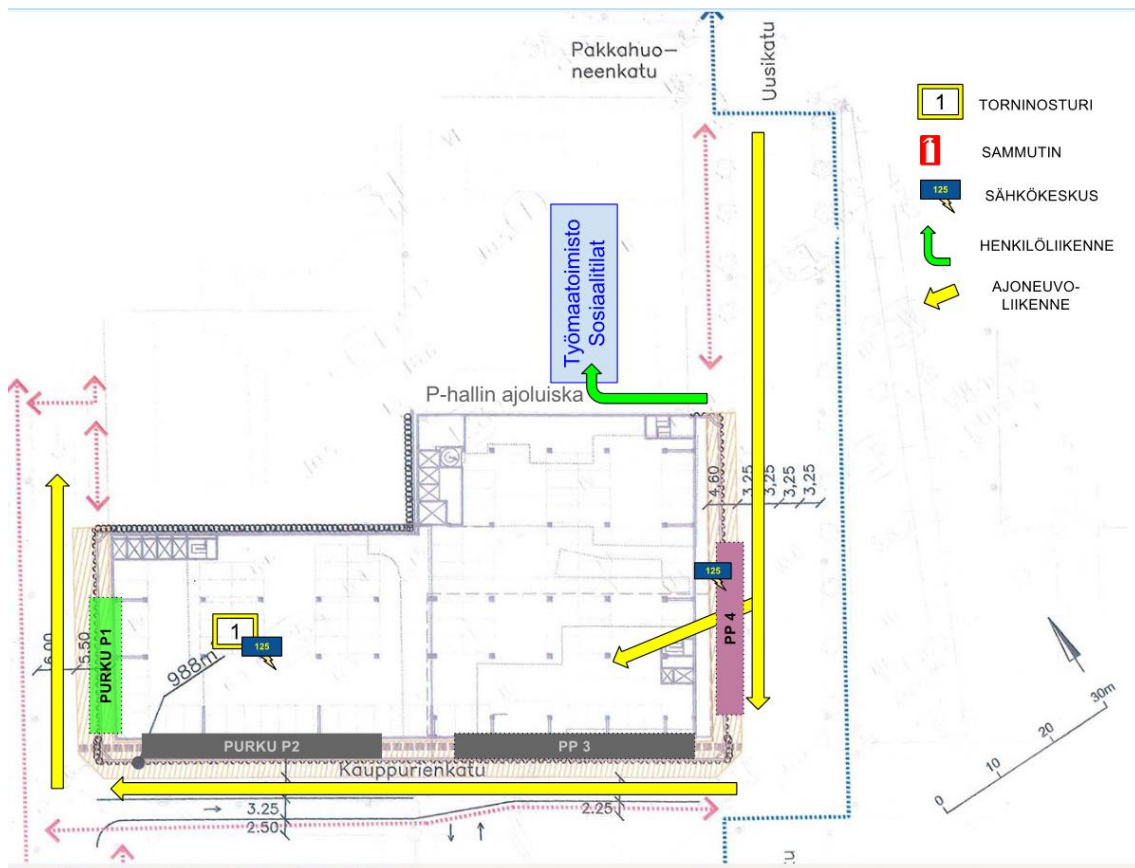 Pakkahuo-
neenkatu
Uusikatu
1
TORNINOSTURI
SAMMUTIN
125
SÄHKÖKESKUS
HENKILÖLIIKENNE
AJONEUVO-
LIIKENNE
Työmaatoimisto
Sosiaalitilat
P-hallin ajoluiska
4,60
3,25
3,25
3,25
3,25
125
6.00
5.50
PURKU P1
1
125
988m
PP 4
PURKU P2
PP 3
Kauppurienkatu
3.25
2.50
2.25
0
10
20
30m